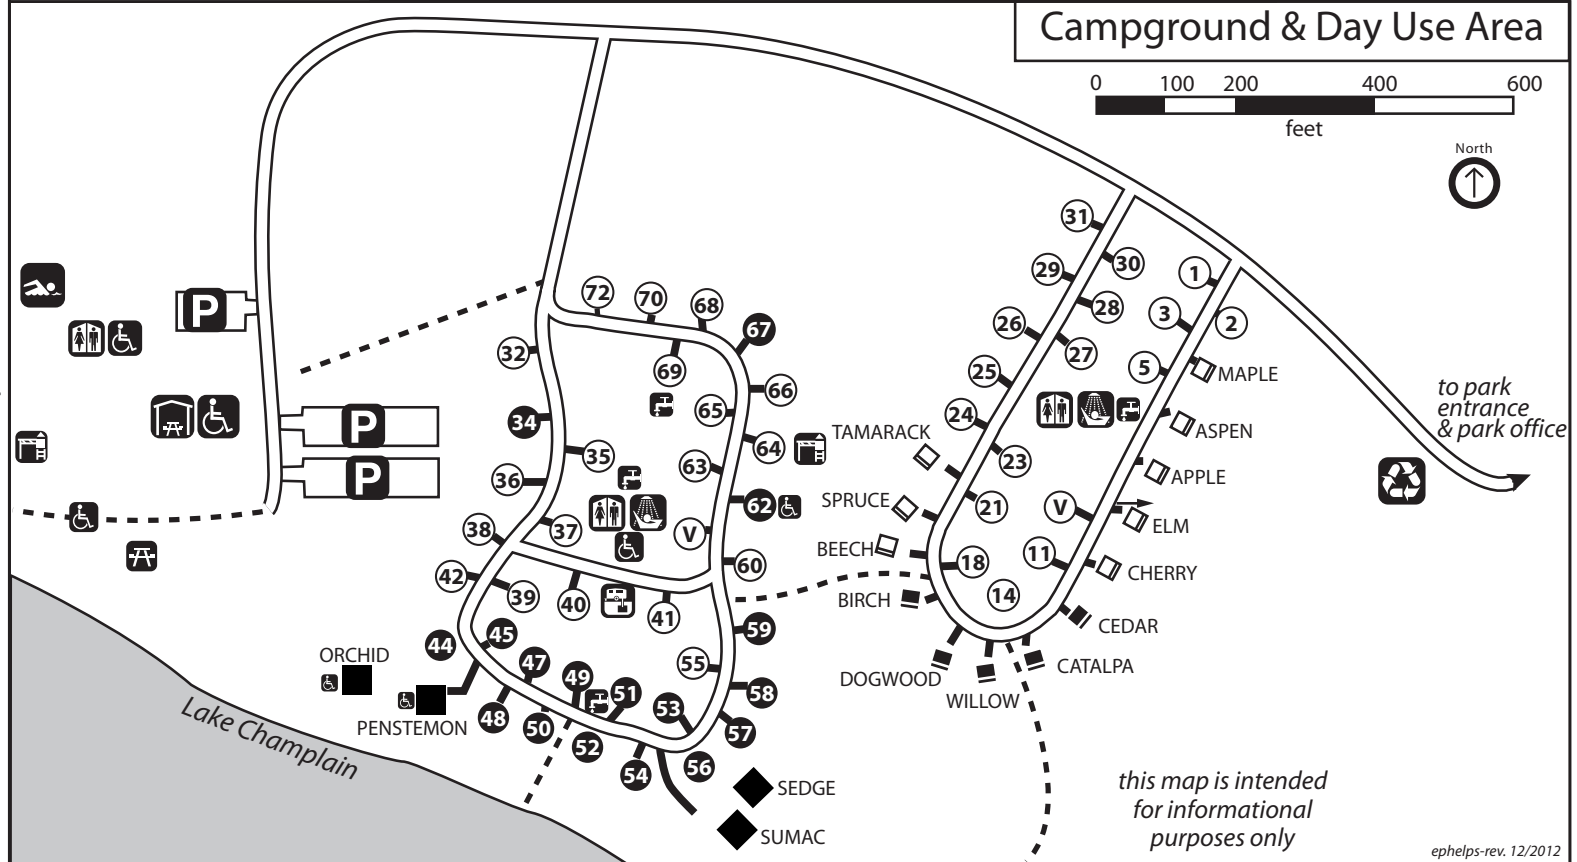 Campground & Day Use Area
0 100 200 400 600
feet
North
31
30
1
29
28
3
2
72
70
68
67
26
27
5
MAPLE
32
69
66
25
P
65
24
TAMARACK
ASPEN
to park
entrance
& park office
34
64
23
P
35
63
APPLE
36
62
SPRUCE
21
V
ELM
P
38
37
V
BEECH
18
11
CHERRY
42
39
40
41
60
BIRCH
14
CEDAR
44
45
59
DOGWOOD
WILLOW
CATALPA
ORCHID
47
49
51
55
58
PENSTEMON
48
50
52
53
57
54
56
Lake Champlain
SEDGE
SUMAC
this map is intended
for informational
purposes only
ephelps-rev. 12/2012